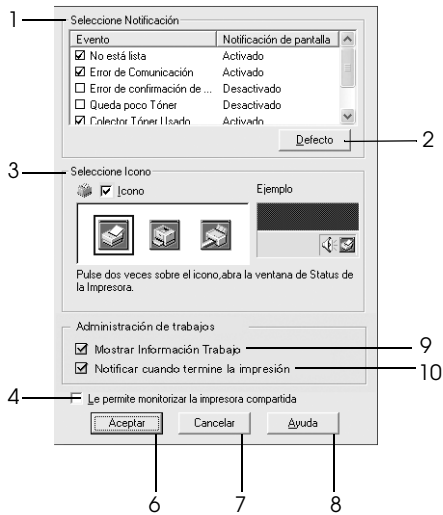 1
Seleccione Notificación
Evento Notificación de pantalla
No está lista Activado
Error de Comunicación Activado
Error de confirmación de ... Desactivado
Queda poco Tóner Desactivado
Colector Tóner Usado Activado
Defecto
2
3
Seleccione Icono
Icono
Ejemplo
Pulse dos veces sobre el icono,abra la ventana de Status de
la Impresora.
Administración de trabajos
Mostrar Información Trabajo
9
Notificar cuando termine la impresión
10
4
Le permite monitorizar la impresora compartida
Aceptar Cancelar Ayuda
6 7 8